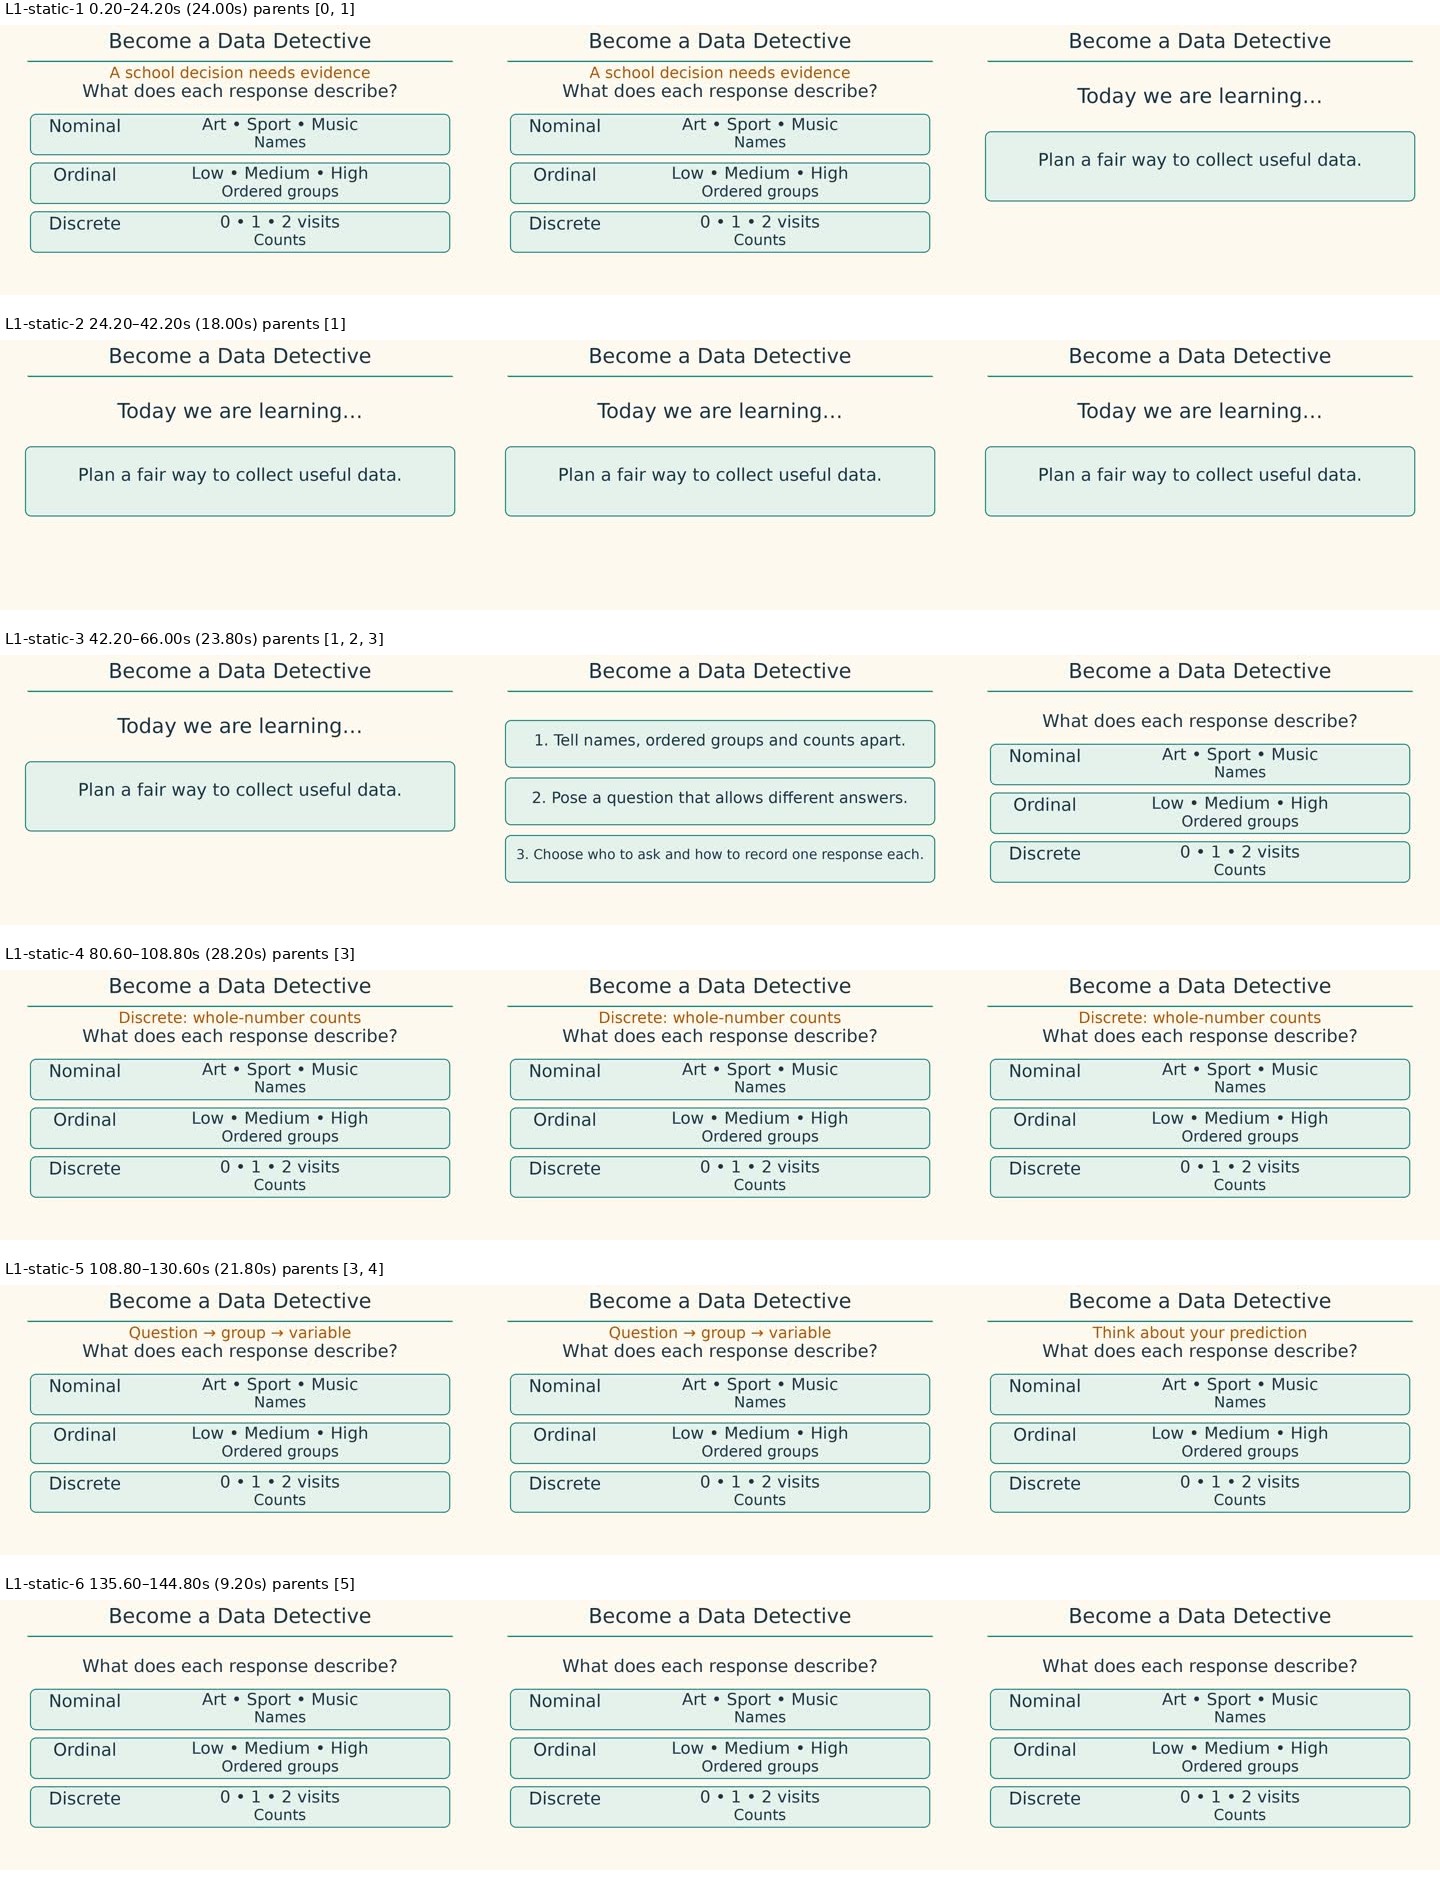 L1-static-1 0.20–24.20s (24.00s) parents [0, 1]
Become a Data Detective
A school decision needs evidence
What does each response describe?
Nominal Art • Sport • Music
Names
Ordinal Low • Medium • High
Ordered groups
Discrete 0 • 1 • 2 visits
Counts
Become a Data Detective
A school decision needs evidence
What does each response describe?
Nominal Art • Sport • Music
Names
Ordinal Low • Medium • High
Ordered groups
Discrete 0 • 1 • 2 visits
Counts
Become a Data Detective
Today we are learning...
Plan a fair way to collect useful data.
L1-static-2 24.20–42.20s (18.00s) parents [1]
Become a Data Detective
Today we are learning...
Plan a fair way to collect useful data.
Become a Data Detective
Today we are learning...
Plan a fair way to collect useful data.
Become a Data Detective
Today we are learning...
Plan a fair way to collect useful data.
L1-static-3 42.20–66.00s (23.80s) parents [1, 2, 3]
Become a Data Detective
Today we are learning...
Plan a fair way to collect useful data.
Become a Data Detective
1. Tell names, ordered groups and counts apart.
2. Pose a question that allows different answers.
3. Choose who to ask and how to record one response each.
Become a Data Detective
What does each response describe?
Nominal Art • Sport • Music
Names
Ordinal Low • Medium • High
Ordered groups
Discrete 0 • 1 • 2 visits
Counts
L1-static-4 80.60–108.80s (28.20s) parents [3]
Become a Data Detective
Discrete: whole-number counts
What does each response describe?
Nominal Art • Sport • Music
Names
Ordinal Low • Medium • High
Ordered groups
Discrete 0 • 1 • 2 visits
Counts
Become a Data Detective
Discrete: whole-number counts
What does each response describe?
Nominal Art • Sport • Music
Names
Ordinal Low • Medium • High
Ordered groups
Discrete 0 • 1 • 2 visits
Counts
Become a Data Detective
Discrete: whole-number counts
What does each response describe?
Nominal Art • Sport • Music
Names
Ordinal Low • Medium • High
Ordered groups
Discrete 0 • 1 • 2 visits
Counts
L1-static-5 108.80–130.60s (21.80s) parents [3, 4]
Become a Data Detective
Question → group → variable
What does each response describe?
Nominal Art • Sport • Music
Names
Ordinal Low • Medium • High
Ordered groups
Discrete 0 • 1 • 2 visits
Counts
Become a Data Detective
Question → group → variable
What does each response describe?
Nominal Art • Sport • Music
Names
Ordinal Low • Medium • High
Ordered groups
Discrete 0 • 1 • 2 visits
Counts
Become a Data Detective
Think about your prediction
What does each response describe?
Nominal Art • Sport • Music
Names
Ordinal Low • Medium • High
Ordered groups
Discrete 0 • 1 • 2 visits
Counts
L1-static-6 135.60–144.80s (9.20s) parents [5]
Become a Data Detective
What does each response describe?
Nominal Art • Sport • Music
Names
Ordinal Low • Medium • High
Ordered groups
Discrete 0 • 1 • 2 visits
Counts
Become a Data Detective
What does each response describe?
Nominal Art • Sport • Music
Names
Ordinal Low • Medium • High
Ordered groups
Discrete 0 • 1 • 2 visits
Counts
Become a Data Detective
What does each response describe?
Nominal Art • Sport • Music
Names
Ordinal Low • Medium • High
Ordered groups
Discrete 0 • 1 • 2 visits
Counts